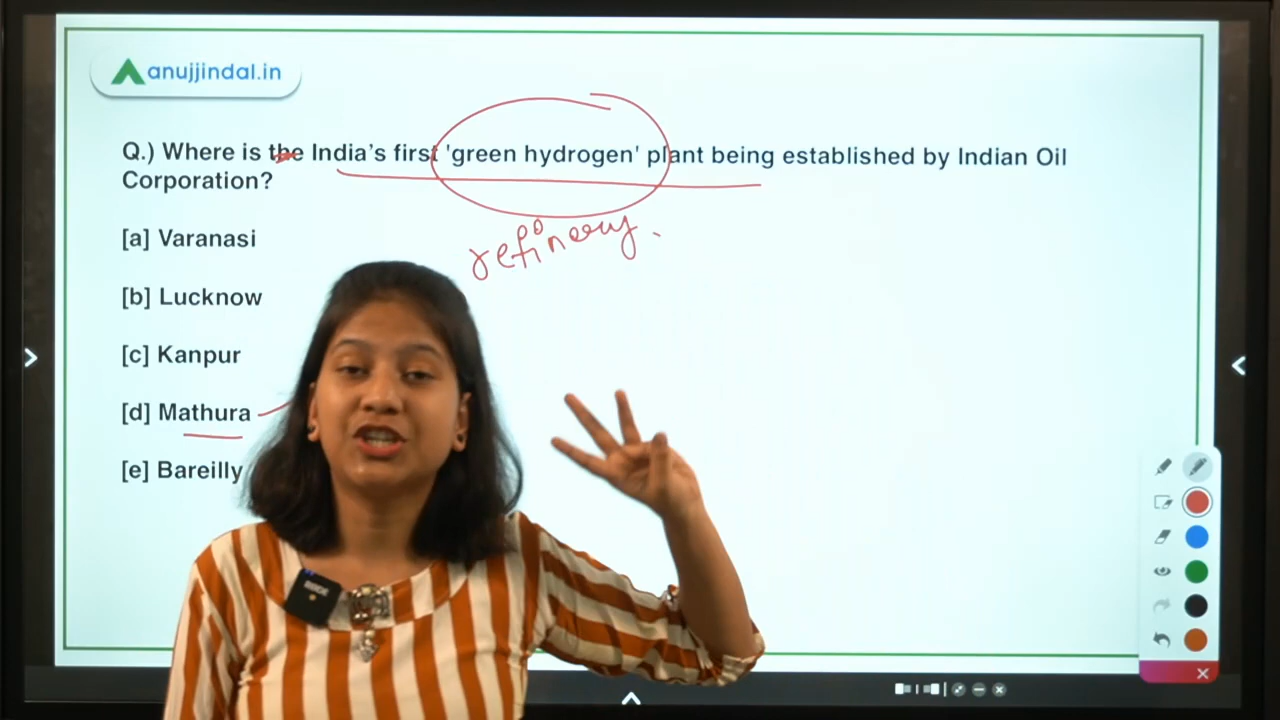 anujjindal.in
Q.) Where is the India's first 'green hydrogen' plant being established by Indian Oil
Corporation?
refinery.
[a] Varanasi
[b] Lucknow
[c] Kanpur
[d] Mathura
[e] Bareilly